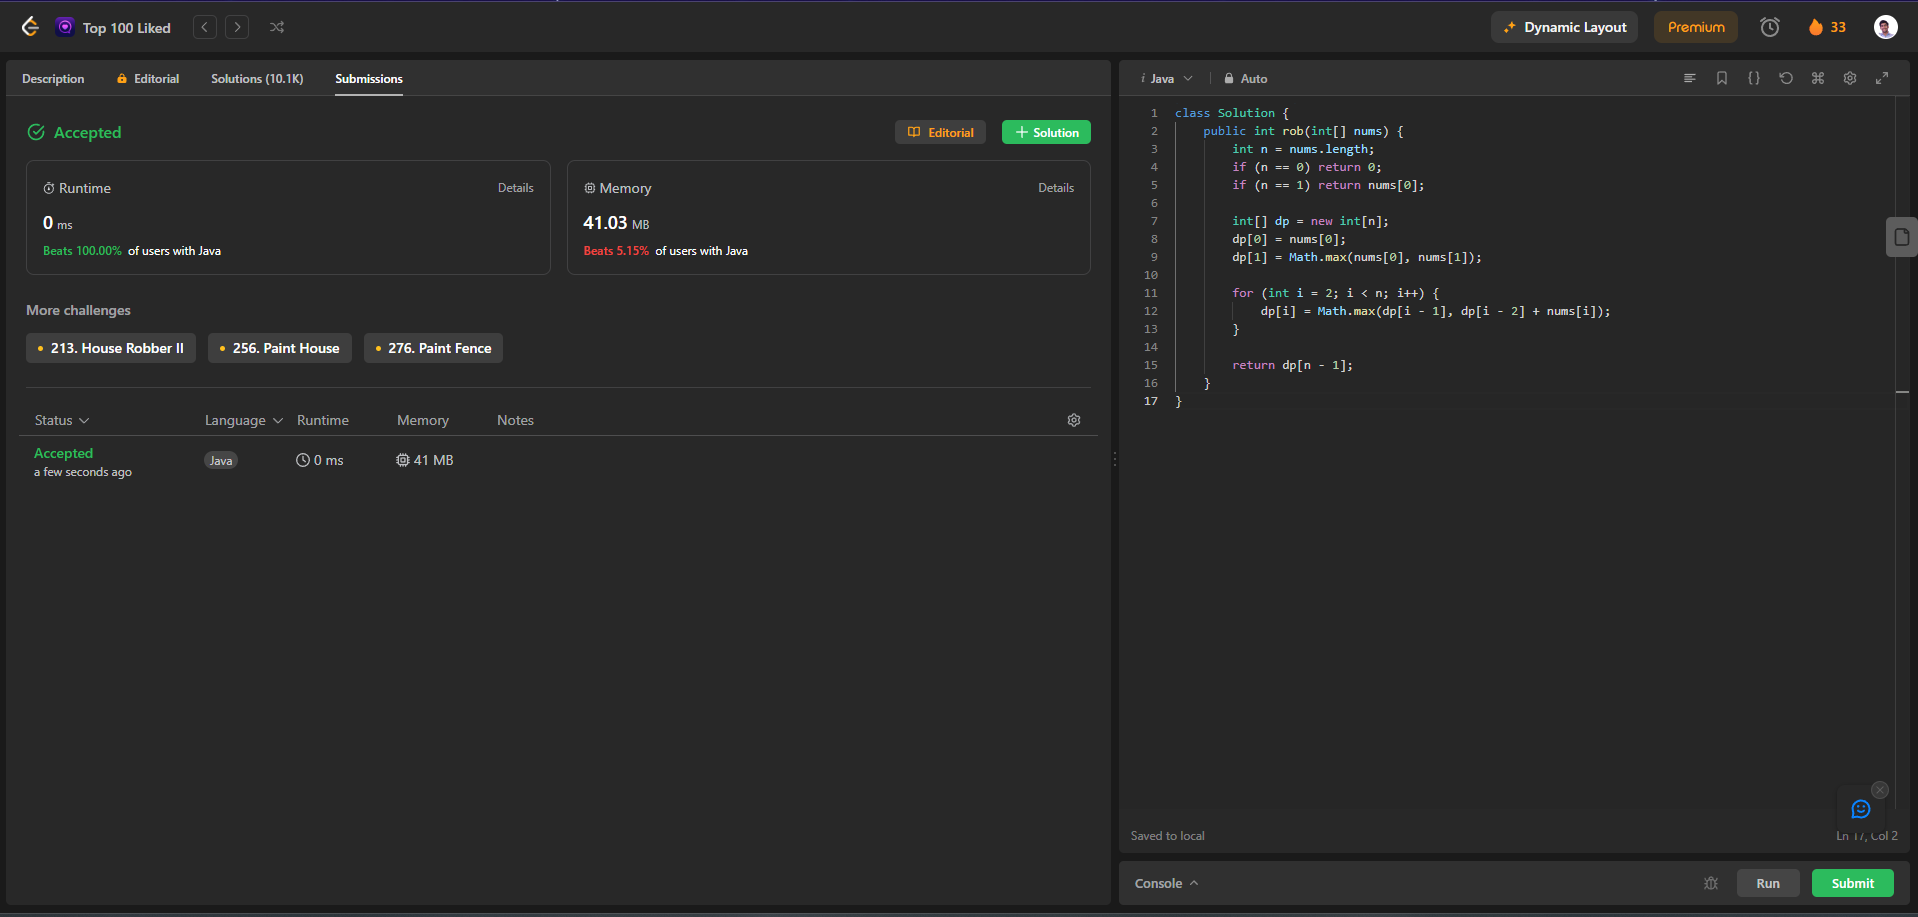 Top 100 Liked
Dynamic Layout
Premium
33
Description
Editorial
Solutions (10.1K)
Submissions
Accepted
Editorial
Solution
Runtime
Details
0 ms
Beats 100.00% of users with Java
Memory
Details
41.03 MB
Beats 5.15% of users with Java
More challenges
213. House Robber II
256. Paint House
276. Paint Fence
Status
Language
Runtime
Memory
Notes
Accepted
a few seconds ago
Java
0 ms
41 MB
i Java
Auto
1 class Solution {
2 public int rob(int[] nums) {
3 int n = nums.length;
4 if (n == 0) return 0;
5 if (n == 1) return nums[0];
6
7 int[] dp = new int[n];
8 dp[0] = nums[0];
9 dp[1] = Math.max(nums[0], nums[1]);
10
11 for (int i = 2; i < n; i++) {
12 dp[i] = Math.max(dp[i - 1], dp[i - 2] + nums[i]);
13 }
14
15 return dp[n - 1];
16 }
17 }
Saved to local
Ln 17, Col 2
Console
Run
Submit